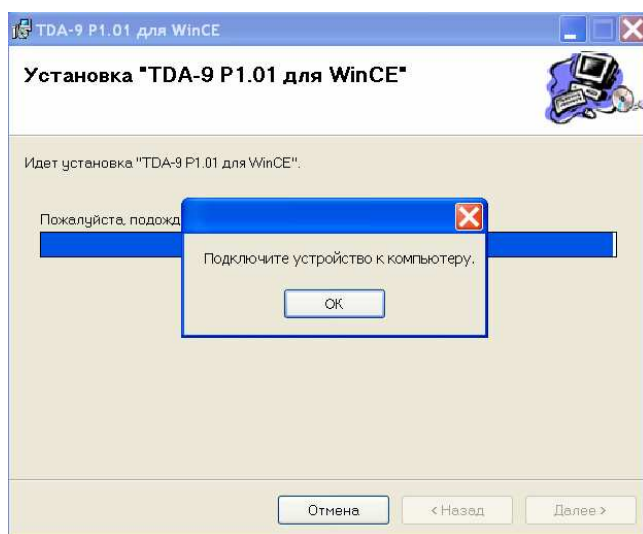 TDA-9 P1.01 для WinCE
Установка "TDA-9 P1.01 для WinCE"
Идет установка "TDA-9 P1.01 для WinCE".
Пожалуйста, подожд
Подключите устройство к компьютеру.
OK
Отмена
< Назад
Далее >